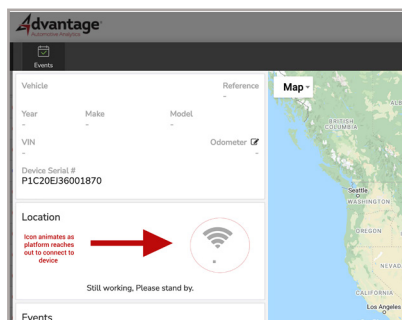 Advantage
Automotive Analytics
Events
Vehicle
Reference
-
Map
Year
Make
Model
-
-
-
VIN
Odometer
-
-
Device Serial #
P1C20EJ36001870
Location
Icon animates as
platform reaches
out to connect to
device
Still working, Please stand by.
Events
ALB
BRITISH
COLUMBIA
Seattle
WASHINGTON
OREGON
NEVAD
CALIFORNIA
Los Angeles